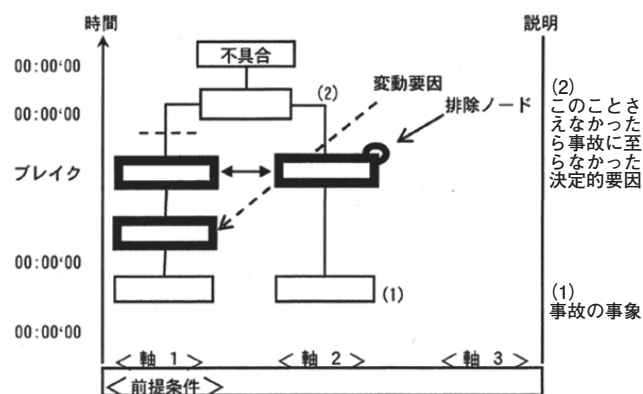 時間
説明
00:00'00
不具合
00:00'00
(2)
変動要因
排除ノード
(2)
このことさ
えなかった
ら事故に至
らなかった
決定的要因
ブレイク
00:00'00
(1)
(1)
事故の事象
00:00'00
＜ 軸 1 ＞
＜ 軸 2 ＞
＜ 軸 3 ＞
＜前提条件＞